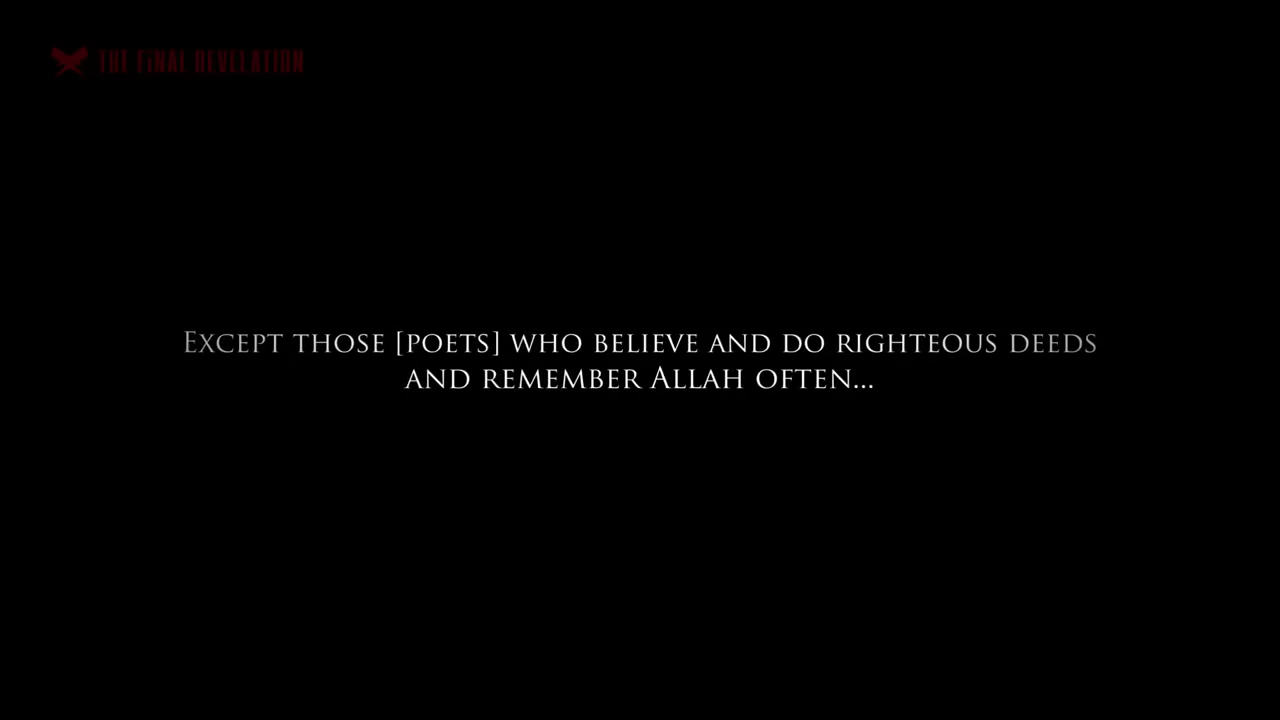 THE FINAL REVELATION
Except those [poets] who believe and do righteous deeds
and remember Allah often...